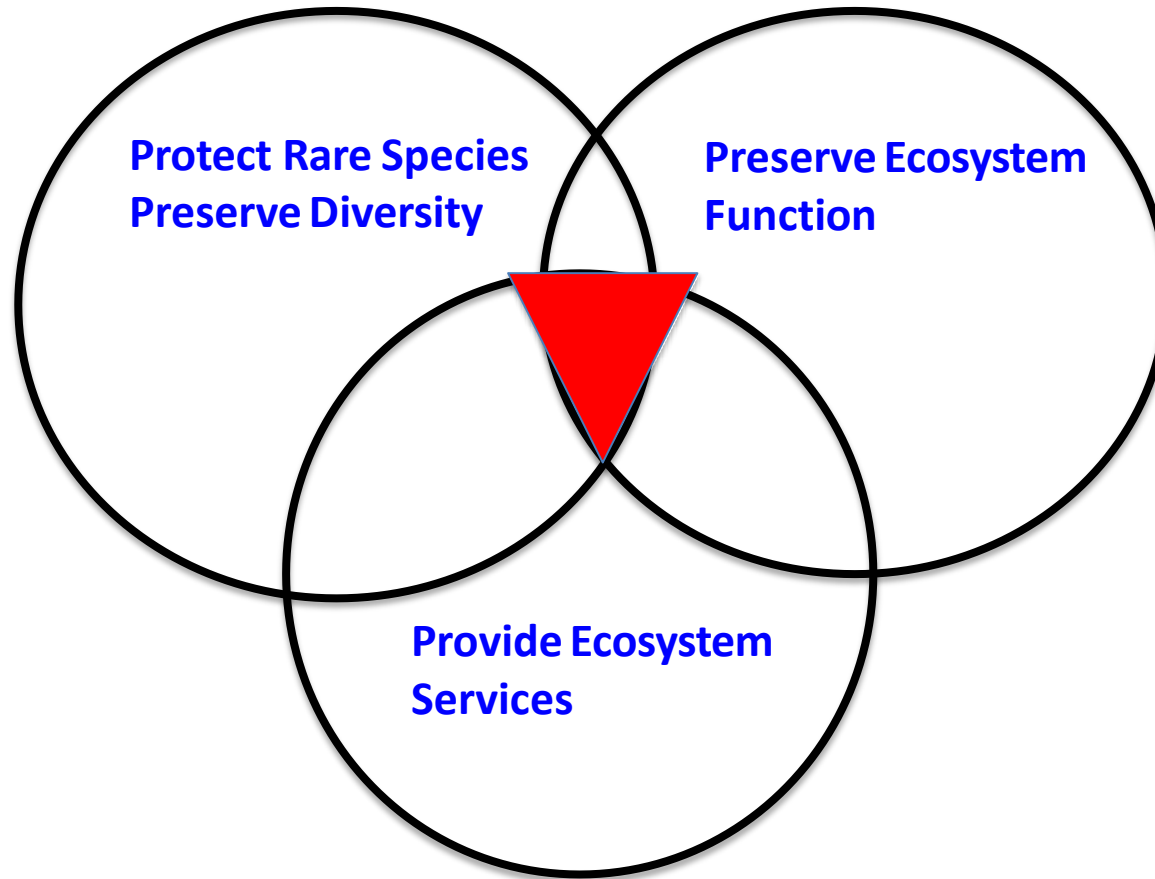 Protect Rare Species
Preserve Diversity
Preserve Ecosystem
Function
Provide Ecosystem
Services